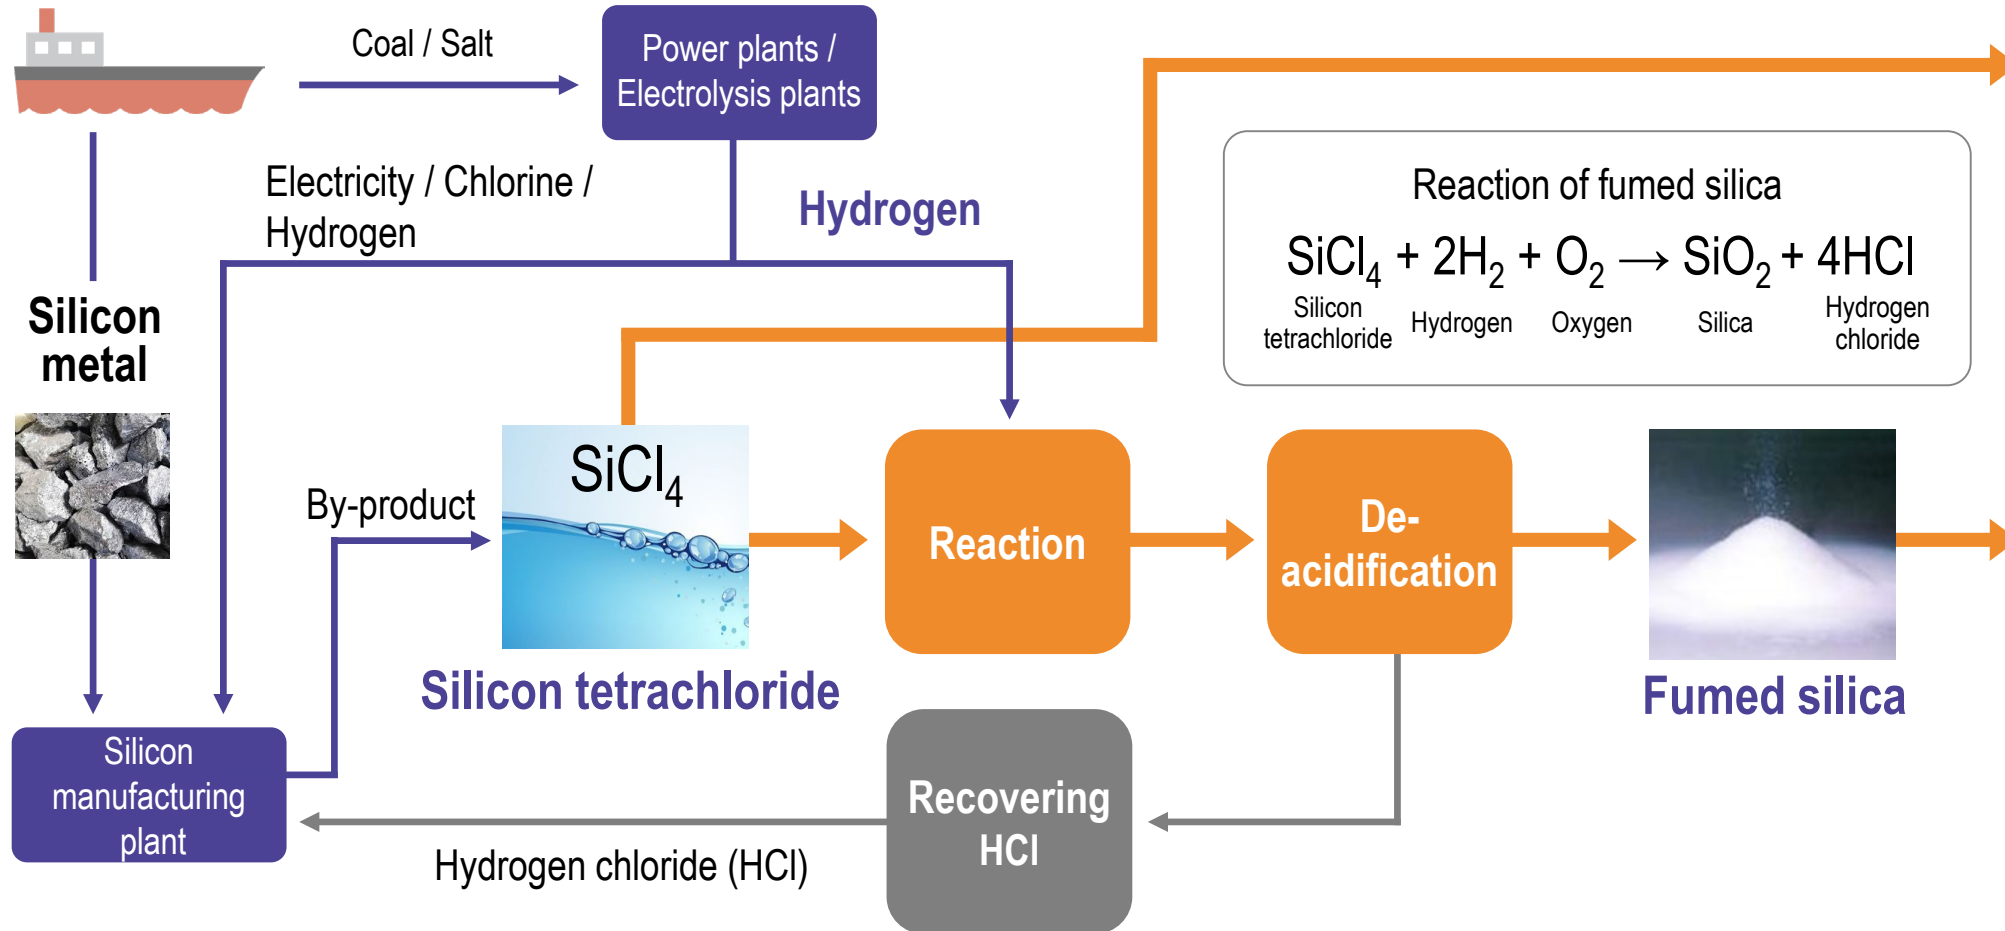 Coal / Salt
Power plants /
Electrolysis plants
Electricity / Chlorine /
Hydrogen
Hydrogen
Silicon
metal
Reaction of fumed silica
SiCl₄ + 2H₂ + O₂ → SiO₂ + 4HCl
Silicon
tetrachloride
Hydrogen
Oxygen
Silica
Hydrogen
chloride
By-product
SiCl₄
Silicon tetrachloride
Reaction
De-
acidification
Fumed silica
Silicon
manufacturing
plant
Recovering
HCl
Hydrogen chloride (HCl)